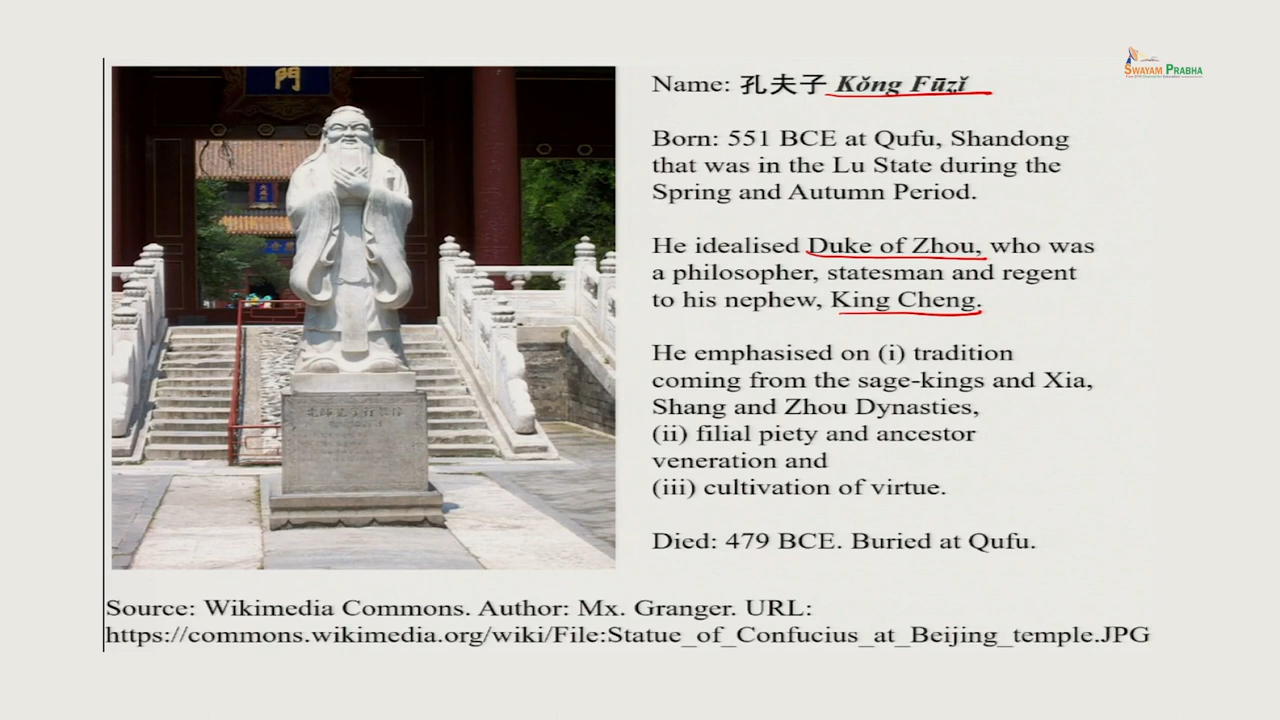 門
SWAYAM PRABHA
Name: 孔夫子 Kǒng Fūzǐ
Born: 551 BCE at Qufu, Shandong
that was in the Lu State during the
Spring and Autumn Period.
He idealised Duke of Zhou, who was
a philosopher, statesman and regent
to his nephew, King Cheng.
He emphasised on (i) tradition
coming from the sage-kings and Xia,
Shang and Zhou Dynasties,
(ii) filial piety and ancestor
veneration and
(iii) cultivation of virtue.
Died: 479 BCE. Buried at Qufu.
Source: Wikimedia Commons. Author: Mx. Granger. URL:
https://commons.wikimedia.org/wiki/File:Statue_of_Confucius_at_Beijing_temple.JPG